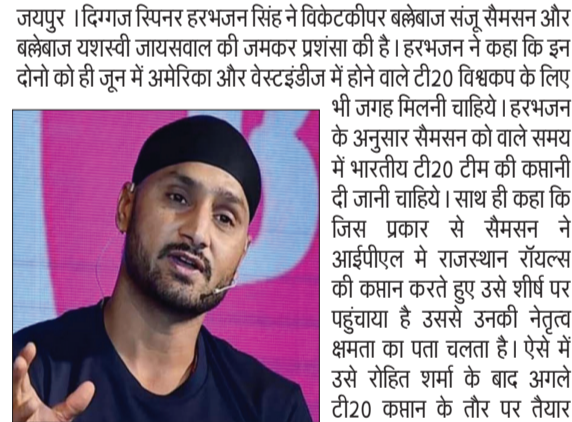 जयपुर । दिग्गज स्पिनर हरभजन सिंह ने विकेटकीपर बल्लेबाज संजू सैमसन और
बल्लेबाज यशस्वी जायसवाल की जमकर प्रशंसा की है। हरभजन ने कहा कि इन
दोनो को ही जून में अमेरिका और वेस्टइंडीज में होने वाले टी20 विश्वकप के लिए
भी जगह मिलनी चाहिये। हरभजन
के अनुसार सैमसन को वाले समय
में भारतीय टी20 टीम की कप्तानी
दी जानी चाहिये। साथ ही कहा कि
जिस प्रकार से सैमसन ने
आईपीएल मे राजस्थान रॉयल्स
की कप्तान करते हुए उसे शीर्ष पर
पहुंचाया है उससे उनकी नेतृत्व
क्षमता का पता चलता है। ऐसे में
उसे रोहित शर्मा के बाद अगले
टी20 कप्तान के तौर पर तैयार